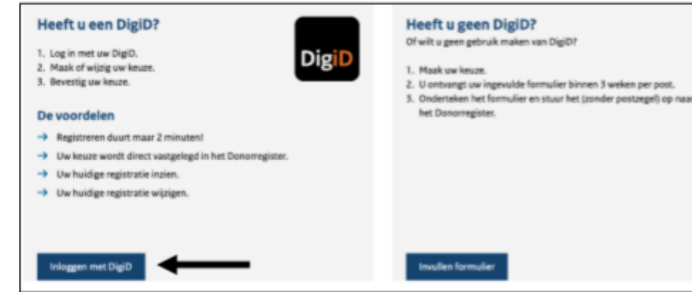 Heeft u een DigiD?
1. Log in met uw DigiD.
2. Maak of wijzig uw keuze.
3. Bevestig uw keuze.
DigiD
De voordelen
→ Registreren duurt maar 2 minuten!
→ Uw keuze wordt direct vastgelegd in het Donorregister.
→ Uw huidige registratie inzien.
→ Uw huidige registratie wijzigen.
Inloggen met DigiD
Heeft u geen DigiD?
Of wilt u geen gebruik maken van DigiD?
1. Maak uw keuze.
2. U ontvangt uw ingevulde formulier binnen 3 weken per post.
3. Onderteken het formulier en stuur het (zonder postzegel) op naar
het Donorregister.
Invullen formulier